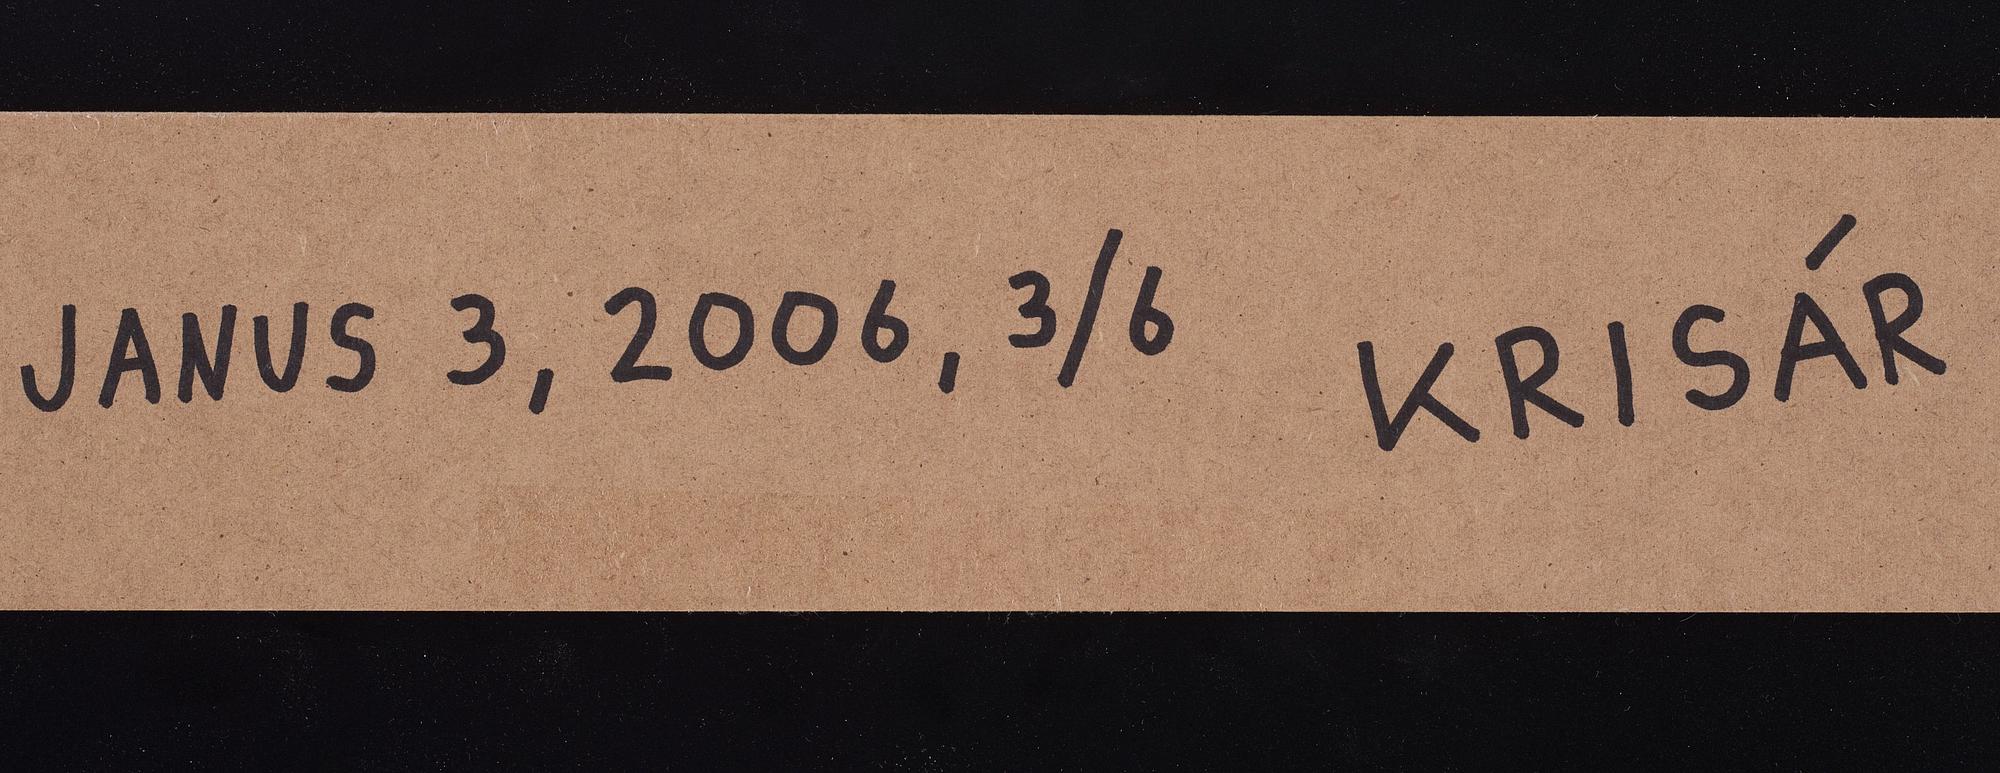 JANUS 3, 2006, 3/6 KRISÁR